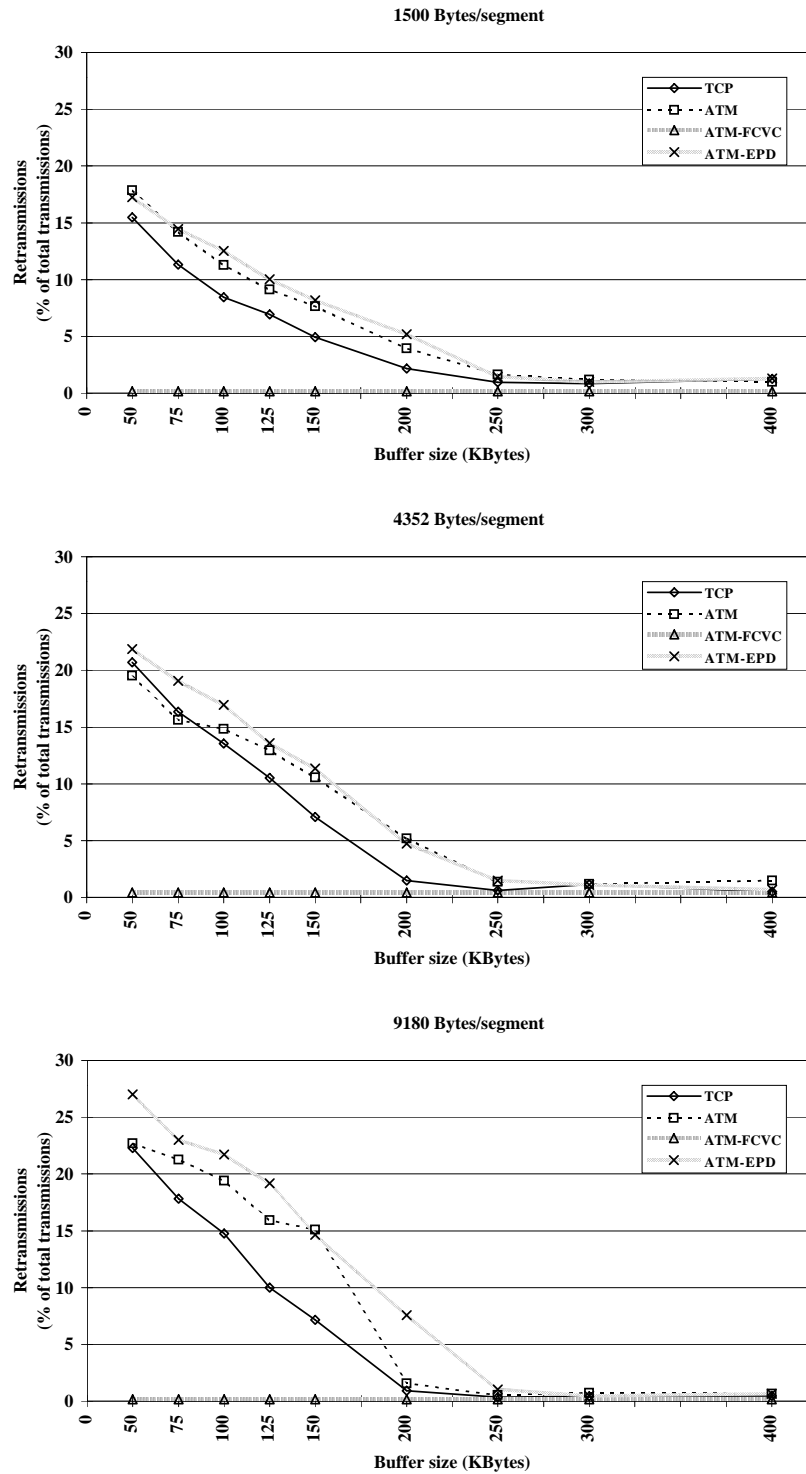 1500 Bytes/segment
30
25
20
15
10
5
0
Retransmissions
(% of total transmissions)
TCP
ATM
ATM-FCVC
ATM-EPD
0
50
75
100
125
150
200
250
300
400
Buffer size (KBytes)
4352 Bytes/segment
30
25
20
15
10
5
0
Retransmissions
(% of total transmissions)
TCP
ATM
ATM-FCVC
ATM-EPD
0
50
75
100
125
150
200
250
300
400
Buffer size (KBytes)
9180 Bytes/segment
30
25
20
15
10
5
0
Retransmissions
(% of total transmissions)
TCP
ATM
ATM-FCVC
ATM-EPD
0
50
75
100
125
150
200
250
300
400
Buffer size (KBytes)